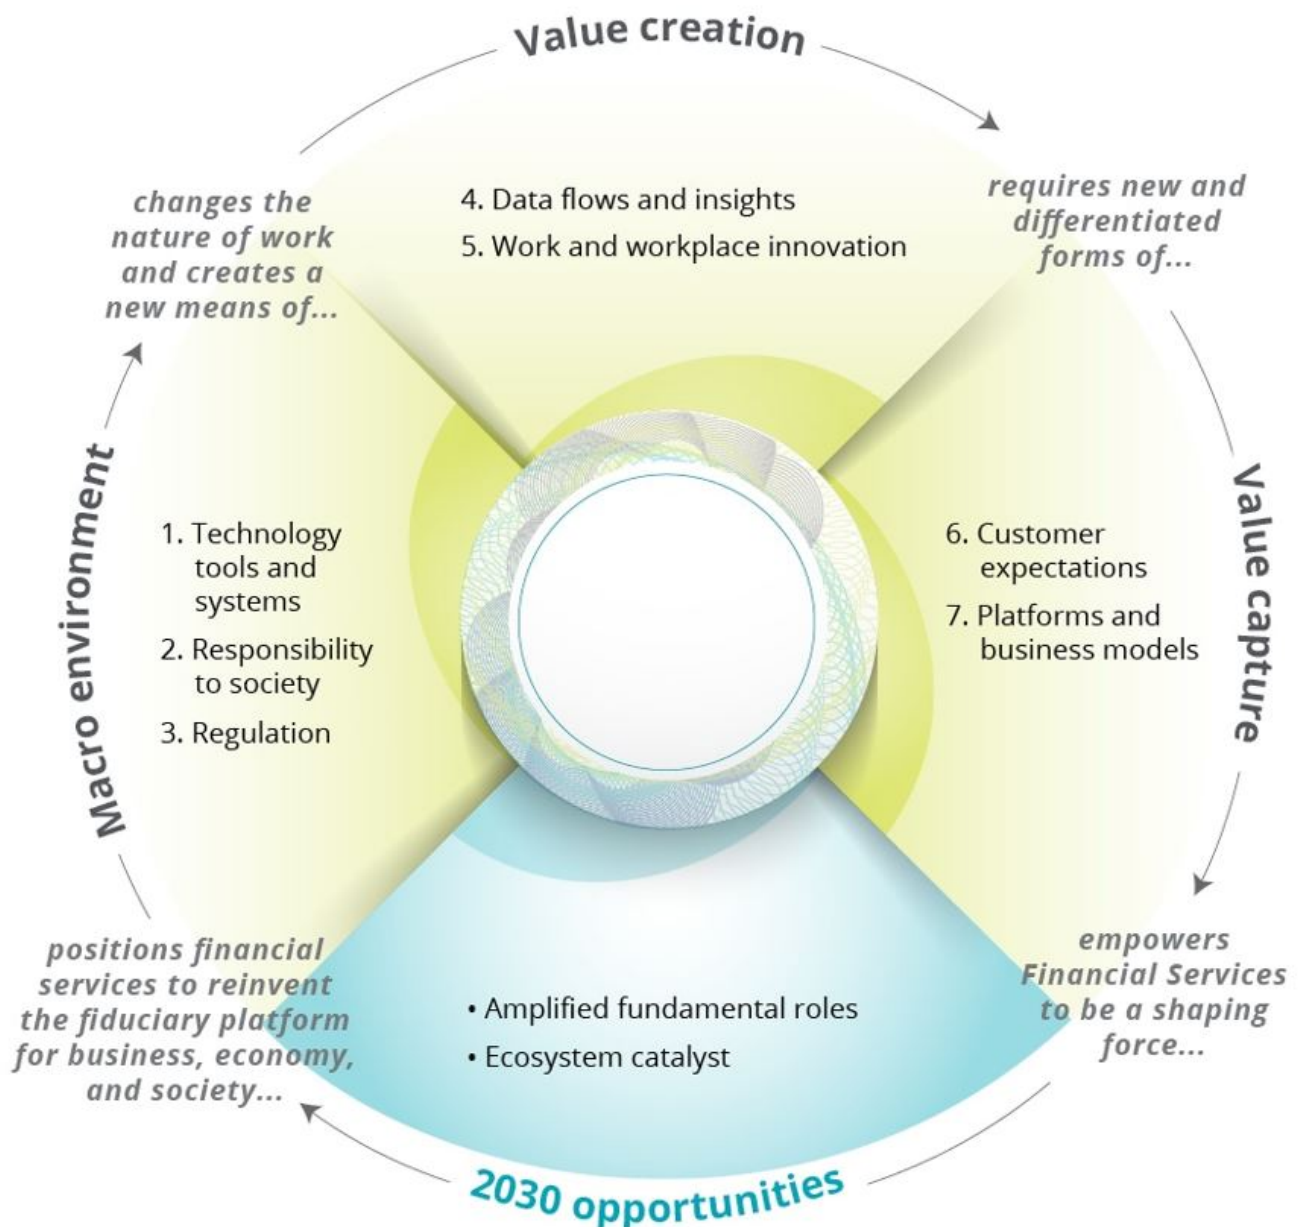 Value creation
changes the
nature of work
and creates a
new means of...
4. Data flows and insights
5. Work and workplace innovation
requires new and
differentiated
forms of...
Macro environment
1. Technology
tools and
systems
2. Responsibility
to society
3. Regulation
6. Customer
expectations
7. Platforms and
business models
Value capture
positions financial
services to reinvent
the fiduciary platform
for business, economy,
and society...
• Amplified fundamental roles
• Ecosystem catalyst
empowers
Financial Services
to be a shaping
force...
2030 opportunities